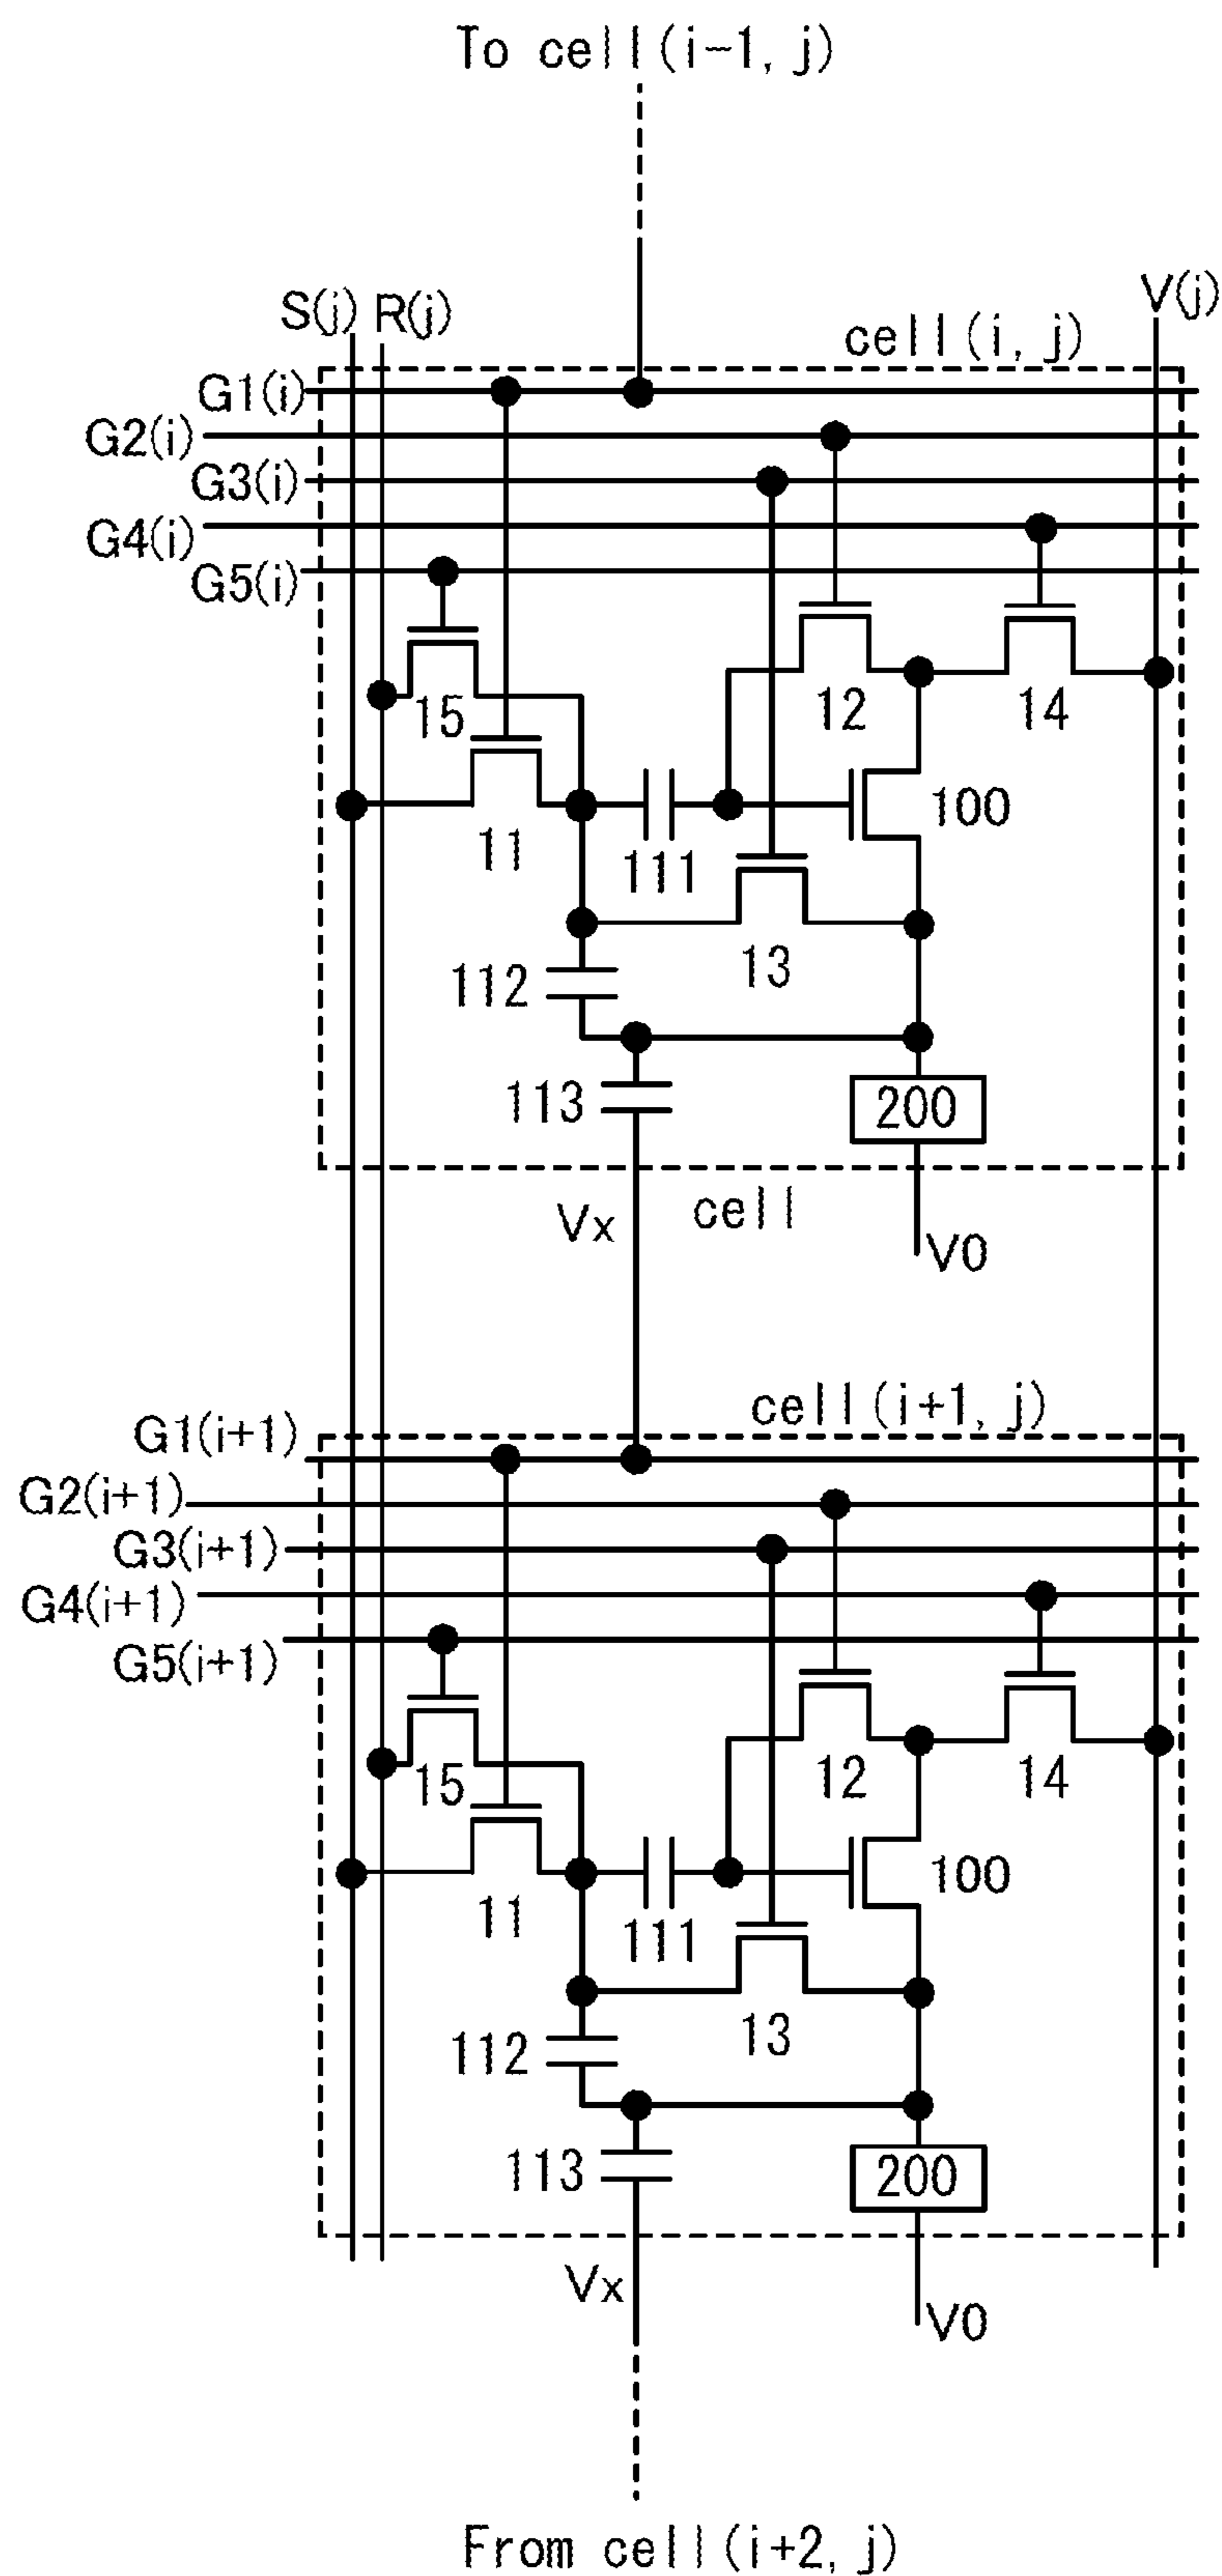 To cell(i-1, j)
S(j) R(j) V(j)
cell(i, j)
G1(i)
G2(i)
G3(i)
G4(i)
G5(i)
15
12
14
11
111
100
13
112
113
200
Vx
cell
V0
cell(i+1, j)
G1(i+1)
G2(i+1)
G3(i+1)
G4(i+1)
G5(i+1)
15
12
14
11
111
100
13
112
113
200
Vx
V0
From cell(i+2, j)